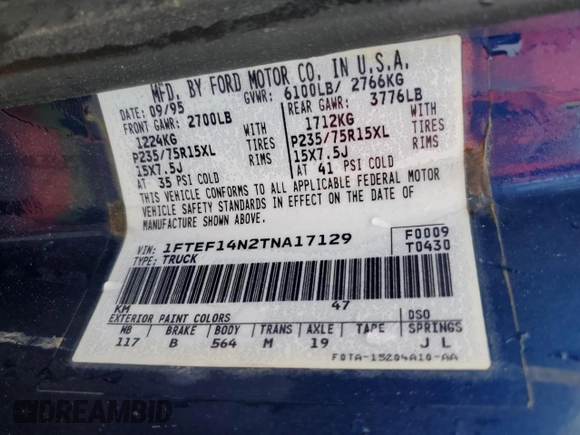 MFD. BY FORD MOTOR CO. IN U.S.A.
DATE: 09/95 GVWR: 6100LB/ 2766KG
FRONT GAWR: 2700LB REAR GAWR: 3776LB
1224KG WITH 1712KG WITH
P235/75R15XL TIRES P235/75R15XL TIRES
15X7.5J RIMS 15X7.5J RIMS
AT 35 PSI COLD AT 41 PSI COLD
THIS VEHICLE CONFORMS TO ALL APPLICABLE FEDERAL MOTOR
VEHICLE SAFETY STANDARDS IN EFFECT ON THE DATE OF
MANUFACTURE SHOWN ABOVE.
VIN: 1FTEF14N2TNA17129 F0009
TYPE: TRUCK T0430
KM 47
EXTERIOR PAINT COLORS DSO
WB BRAKE BODY TRANS AXLE TAPE SPRINGS
117 B 564 M 19 J L
F0TA-15204A10-AA
DREAMBID